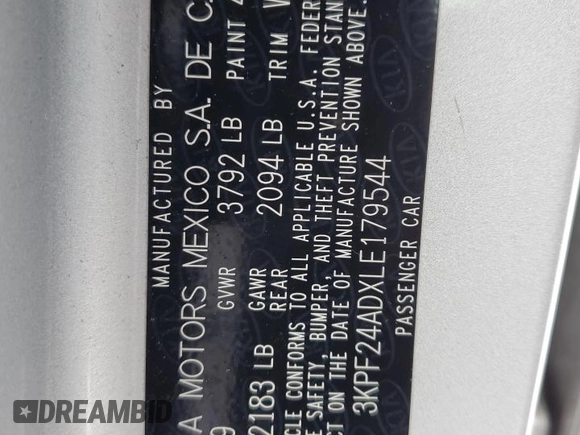 MANUFACTURED BY
A MOTORS MEXICO S.A. DE C
9 GVWR 3792 LB PAINT
2183 LB GAWR REAR 2094 LB TRIM
CLE CONFORMS TO ALL APPLICABLE U.S.A. FEDER
E SAFETY, BUMPER, AND THEFT PREVENTION STAN
CT ON THE DATE OF MANUFACTURE SHOWN ABOVE.
3KPF24ADXLE179544
PASSENGER CAR
DREAMBID